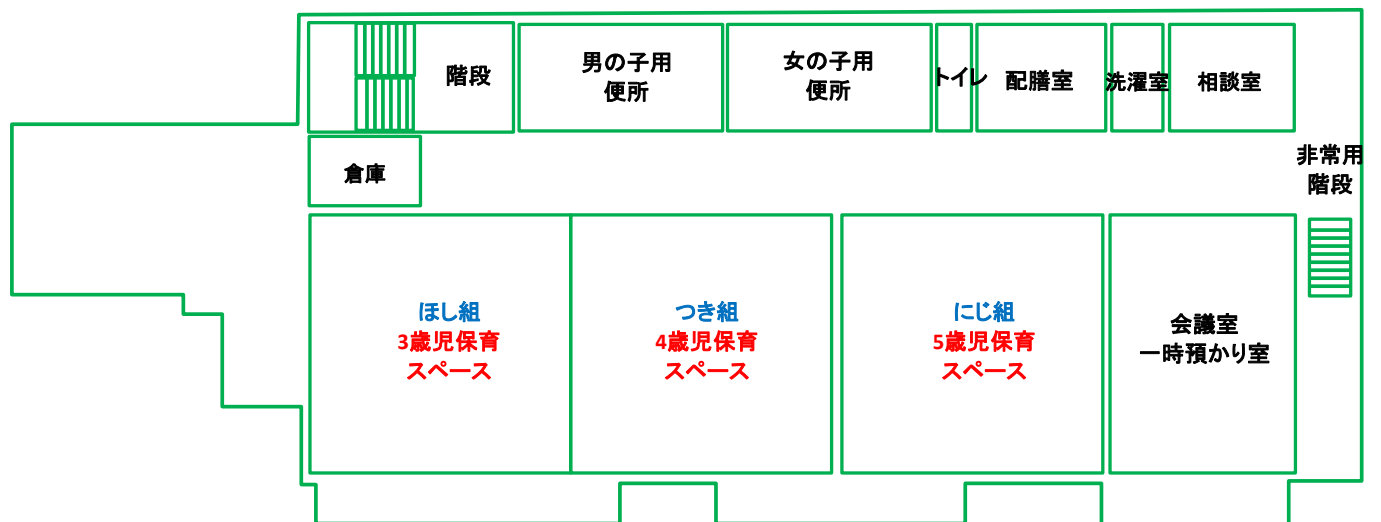 階段
男の子用
便所
女の子用
便所
トイレ
配膳室
洗濯室
相談室
倉庫
非常用
階段
ほし組
3歳児保育
スペース
つき組
4歳児保育
スペース
にじ組
5歳児保育
スペース
会議室
一時預かり室